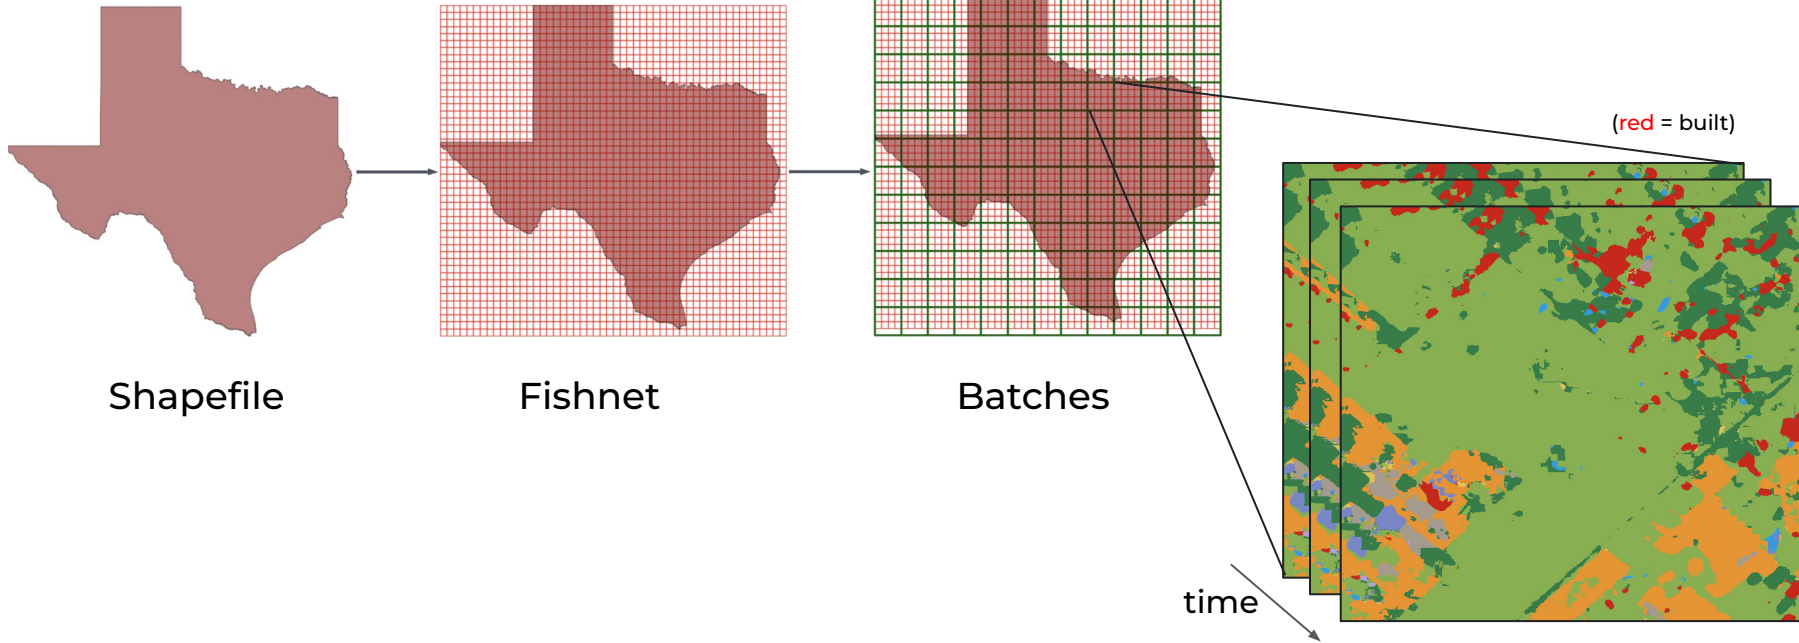 (red = built)
Shapefile
Fishnet
Batches
time